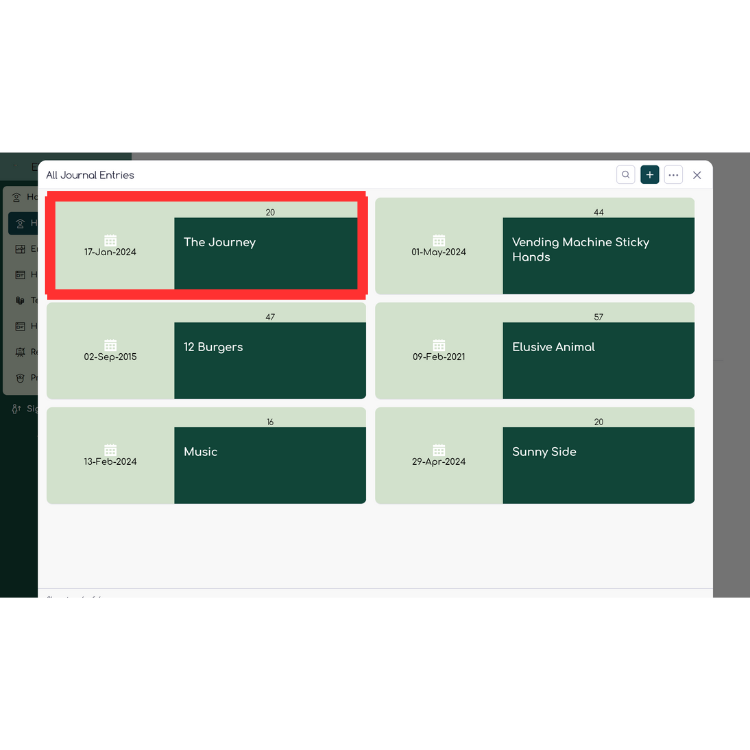 All Journal Entries
20
17-Jan-2024
The Journey
44
01-May-2024
Vending Machine Sticky
Hands
47
02-Sep-2015
12 Burgers
57
09-Feb-2021
Elusive Animal
16
13-Feb-2024
Music
20
29-Apr-2024
Sunny Side